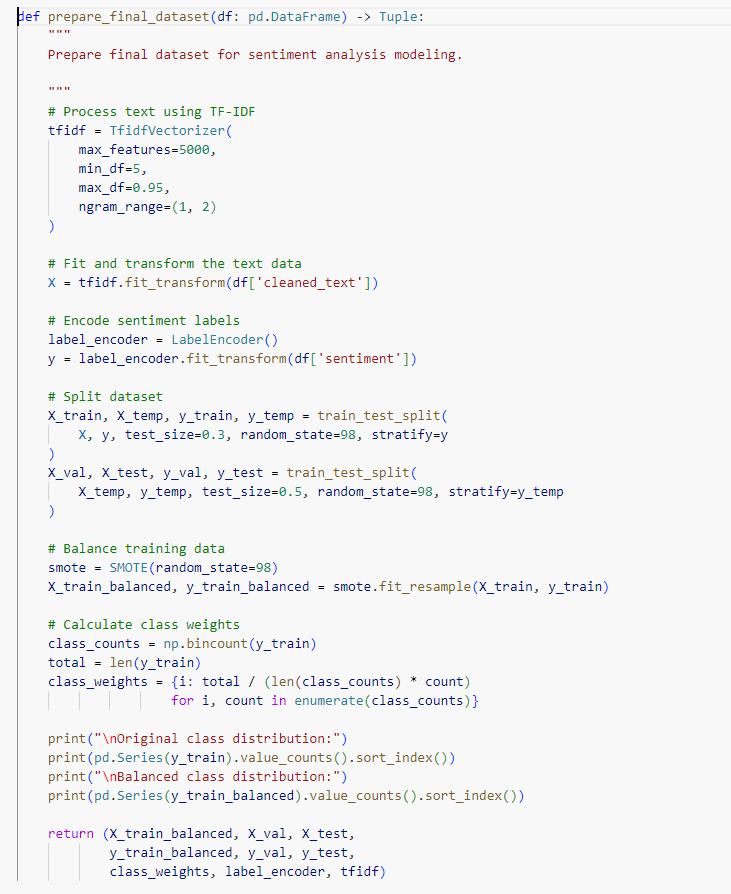 def prepare_final_dataset(df: pd.DataFrame) -> Tuple:
    """
    Prepare final dataset for sentiment analysis modeling.

    """
    # Process text using TF-IDF
    tfidf = TfidfVectorizer(
        max_features=5000,
        min_df=5,
        max_df=0.95,
        ngram_range=(1, 2)
    )

    # Fit and transform the text data
    X = tfidf.fit_transform(df['cleaned_text'])

    # Encode sentiment labels
    label_encoder = LabelEncoder()
    y = label_encoder.fit_transform(df['sentiment'])

    # Split dataset
    X_train, X_temp, y_train, y_temp = train_test_split(
        X, y, test_size=0.3, random_state=98, stratify=y
    )
    X_val, X_test, y_val, y_test = train_test_split(
        X_temp, y_temp, test_size=0.5, random_state=98, stratify=y_temp
    )

    # Balance training data
    smote = SMOTE(random_state=98)
    X_train_balanced, y_train_balanced = smote.fit_resample(X_train, y_train)

    # Calculate class weights
    class_counts = np.bincount(y_train)
    total = len(y_train)
    class_weights = {i: total / (len(class_counts) * count)
                    for i, count in enumerate(class_counts)}

    print("\nOriginal class distribution:")
    print(pd.Series(y_train).value_counts().sort_index())
    print("\nBalanced class distribution:")
    print(pd.Series(y_train_balanced).value_counts().sort_index())

    return (X_train_balanced, X_val, X_test,
            y_train_balanced, y_val, y_test,
            class_weights, label_encoder, tfidf)